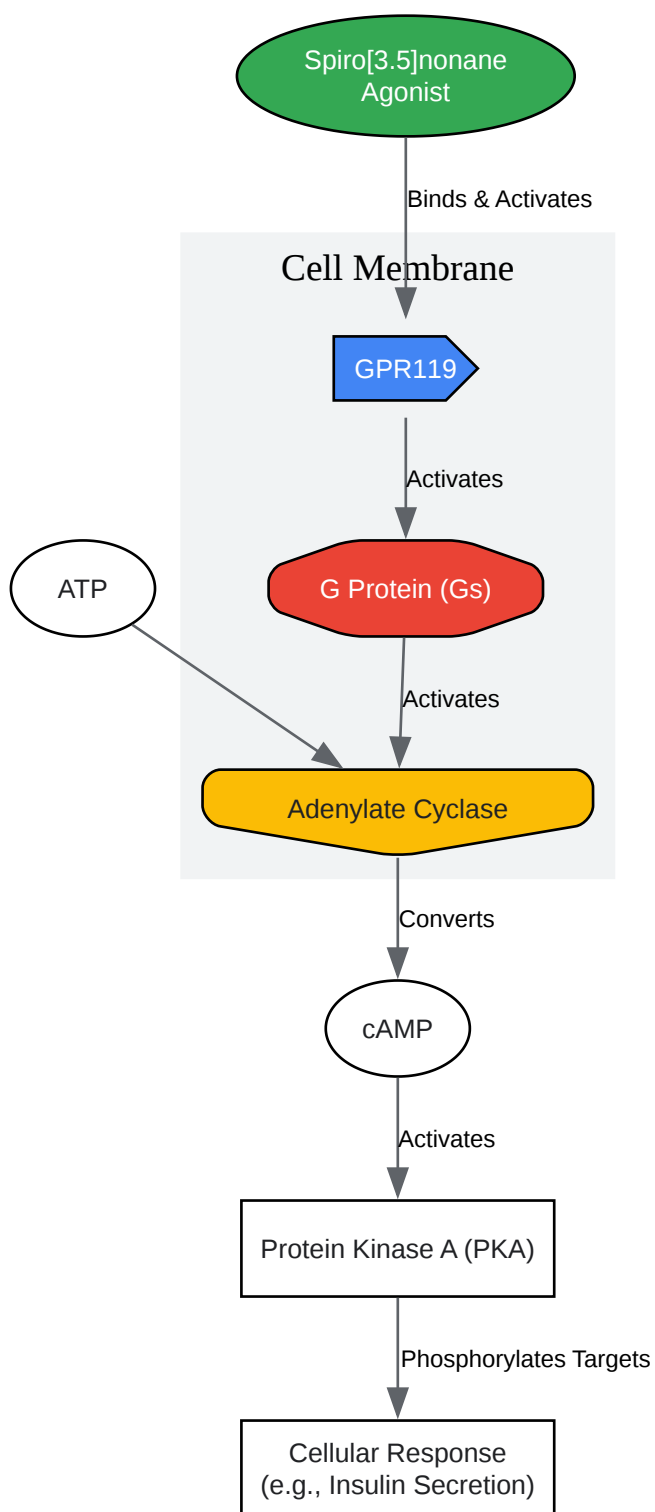 Spiro[3.5]nonane
Agonist
Binds & Activates
Cell Membrane
GPR119
Activates
ATP
G Protein (Gs)
Activates
Adenylate Cyclase
Converts
cAMP
Activates
Protein Kinase A (PKA)
Phosphorylates Targets
Cellular Response
(e.g., Insulin Secretion)